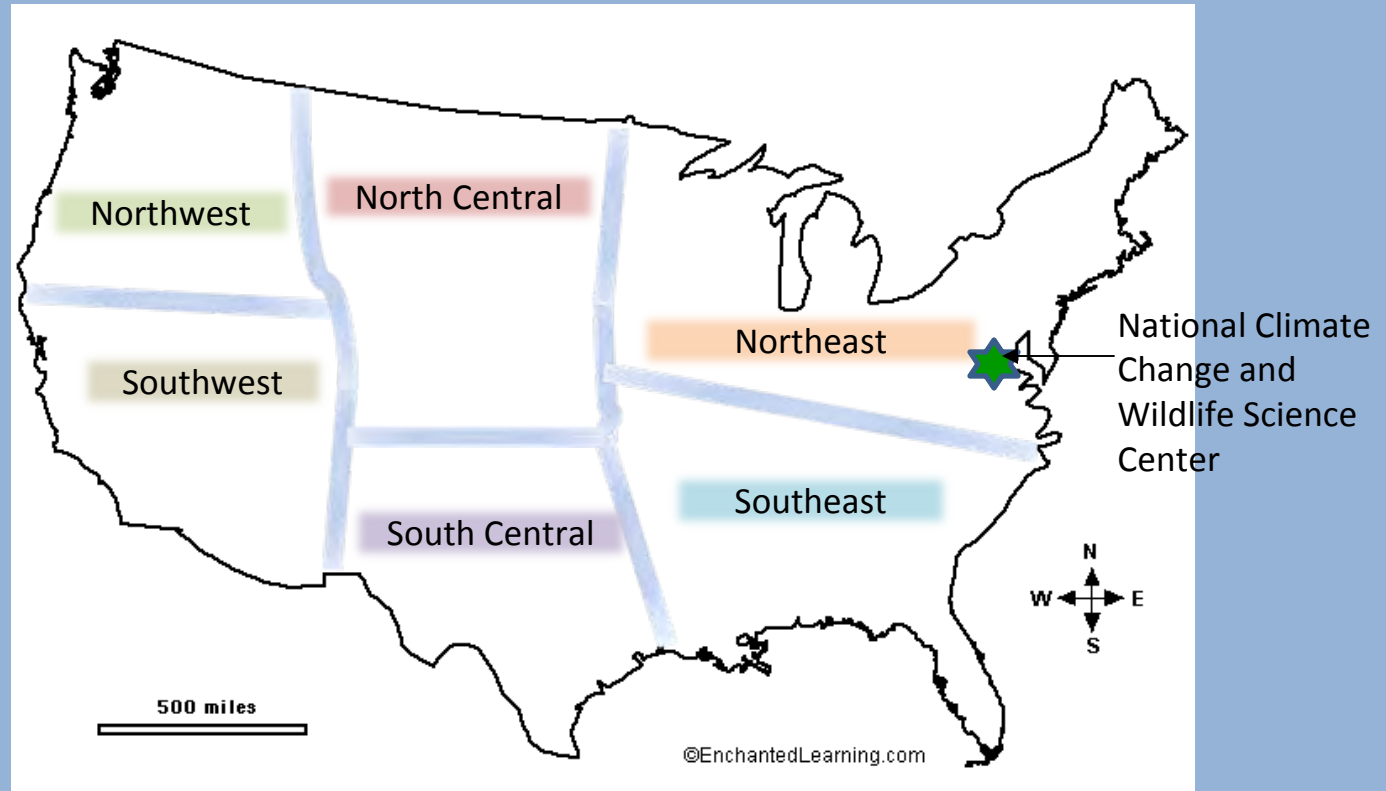 North Central
Northwest
National Climate
Change and
Wildlife Science
Center
Northeast
Southwest
Southeast
South Central
N
W E
S
500 miles
©EnchantedLearning.com